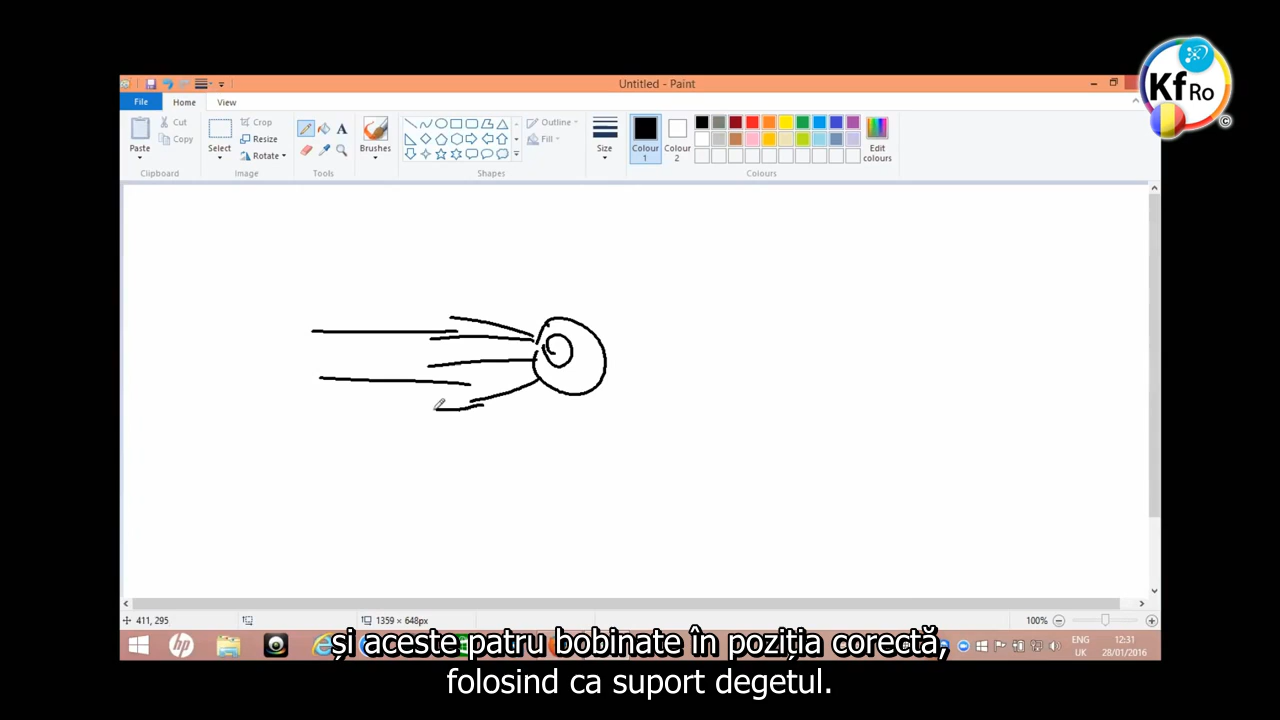 Kf Ro
©
Untitled - Paint
File Home View
Cut
Copy
Paste
Clipboard
Crop
Resize
Rotate
Select
Image
A
Tools
Brushes
Outline
Fill
Shapes
Size
Colour 1
Colour 2
Edit colours
Colours
411, 295
1359 × 648px
100%
hp
ENG
UK
12:31
28/01/2016
și aceste patru bobinate în poziția corectă,
folosind ca suport degetul.